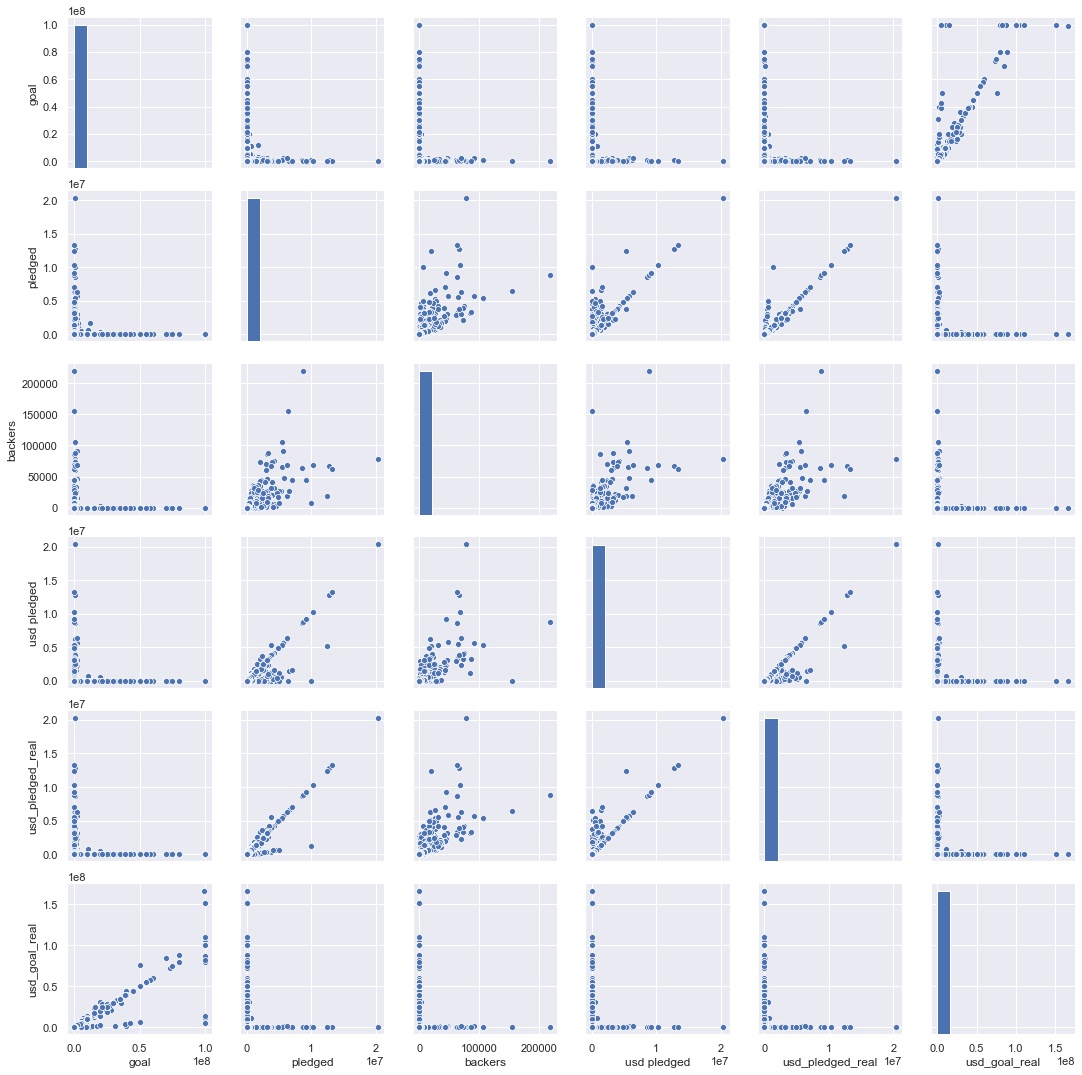 1e8
1.0
0.8
0.6
0.4
0.2
0.0
goal
1e7
2.0
1.5
1.0
0.5
0.0
pledged
200000
150000
100000
50000
0
backers
1e7
2.0
1.5
1.0
0.5
0.0
usd pledged
1e7
2.0
1.5
1.0
0.5
0.0
usd_pledged_real
1e8
1.5
1.0
0.5
0.0
usd_goal_real
0.0 0.5 1.0 1e8
goal
0 1 2 1e7
pledged
0 100000 200000
backers
0 1 2 1e7
usd pledged
0 1 2 1e7
usd_pledged_real
0.0 0.5 1.0 1.5 1e8
usd_goal_real